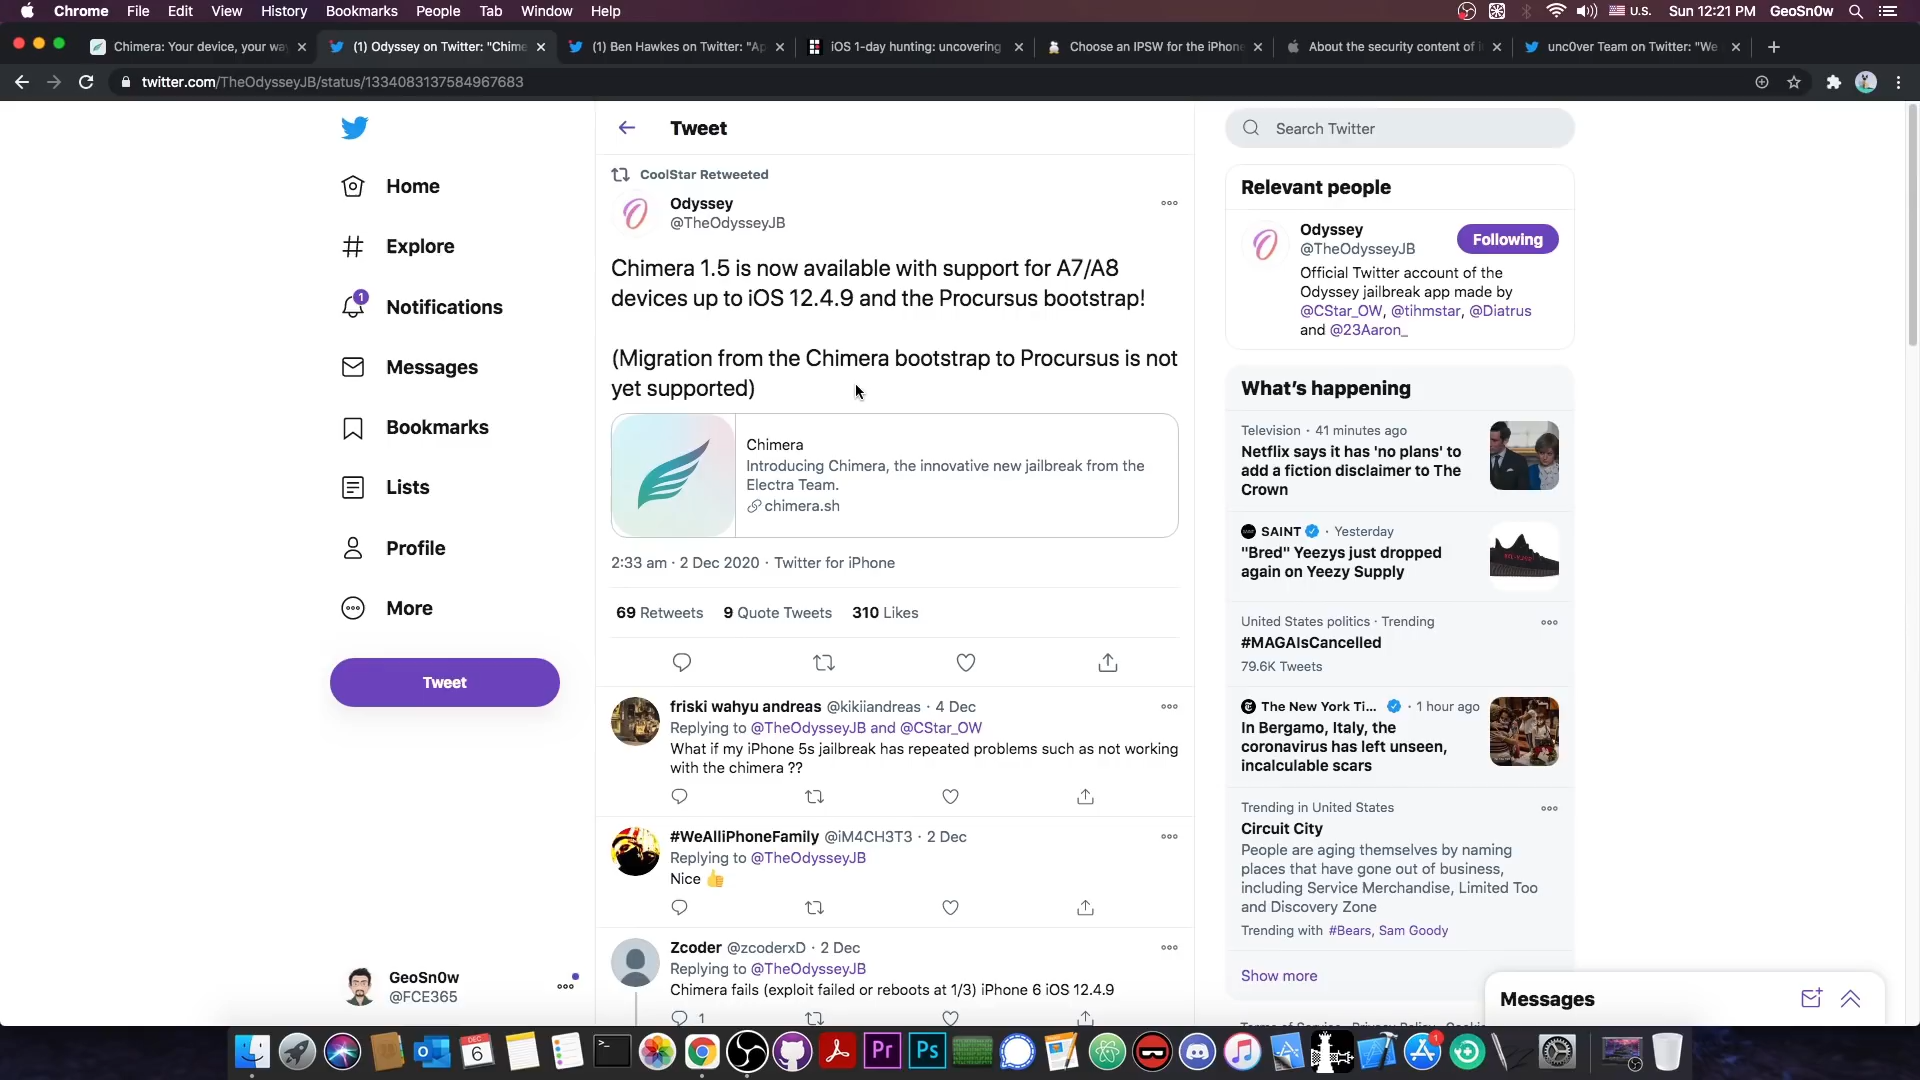 Chrome File Edit View History Bookmarks People Tab Window Help
U.S. Sun 12:21 PM GeoSn0w
Chimera: Your device, your way
(1) Odyssey on Twitter: "Chime
(1) Ben Hawkes on Twitter: "Ap
iOS 1-day hunting: uncovering
Choose an IPSW for the iPhone
About the security content of i
unc0ver Team on Twitter: "We
twitter.com/TheOdysseyJB/status/1334083137584967683
Home
Explore
1
Notifications
Messages
Bookmarks
Lists
Profile
More
Tweet
GeoSn0w
@FCE365
Tweet
CoolStar Retweeted
Odyssey
@TheOdysseyJB
Chimera 1.5 is now available with support for A7/A8
devices up to iOS 12.4.9 and the Procursus bootstrap!
(Migration from the Chimera bootstrap to Procursus is not
yet supported)
Chimera
Introducing Chimera, the innovative new jailbreak from the
Electra Team.
chimera.sh
2:33 am · 2 Dec 2020 · Twitter for iPhone
69 Retweets 9 Quote Tweets 310 Likes
friski wahyu andreas @kikiiandreas · 4 Dec
Replying to @TheOdysseyJB and @CStar_OW
What if my iPhone 5s jailbreak has repeated problems such as not working
with the chimera ??
#WeAlliPhoneFamily @iM4CH3T3 · 2 Dec
Replying to @TheOdysseyJB
Nice 👍
Zcoder @zcoderxD · 2 Dec
Replying to @TheOdysseyJB
Chimera fails (exploit failed or reboots at 1/3) iPhone 6 iOS 12.4.9
1
Search Twitter
Relevant people
Odyssey
@TheOdysseyJB
Following
Official Twitter account of the
Odyssey jailbreak app made by
@CStar_OW, @tihmstar, @Diatrus
and @23Aaron_
What's happening
Television · 41 minutes ago
Netflix says it has 'no plans' to
add a fiction disclaimer to The
Crown
SAINT · Yesterday
"Bred" Yeezys just dropped
again on Yeezy Supply
United States politics · Trending
#MAGAIsCancelled
79.6K Tweets
The New York Ti... · 1 hour ago
In Bergamo, Italy, the
coronavirus has left unseen,
incalculable scars
Trending in United States
Circuit City
People are aging themselves by naming
places that have gone out of business,
including Service Merchandise, Limited Too
and Discovery Zone
Trending with #Bears, Sam Goody
Show more
Messages
DEC
6
Pr
Ps
1